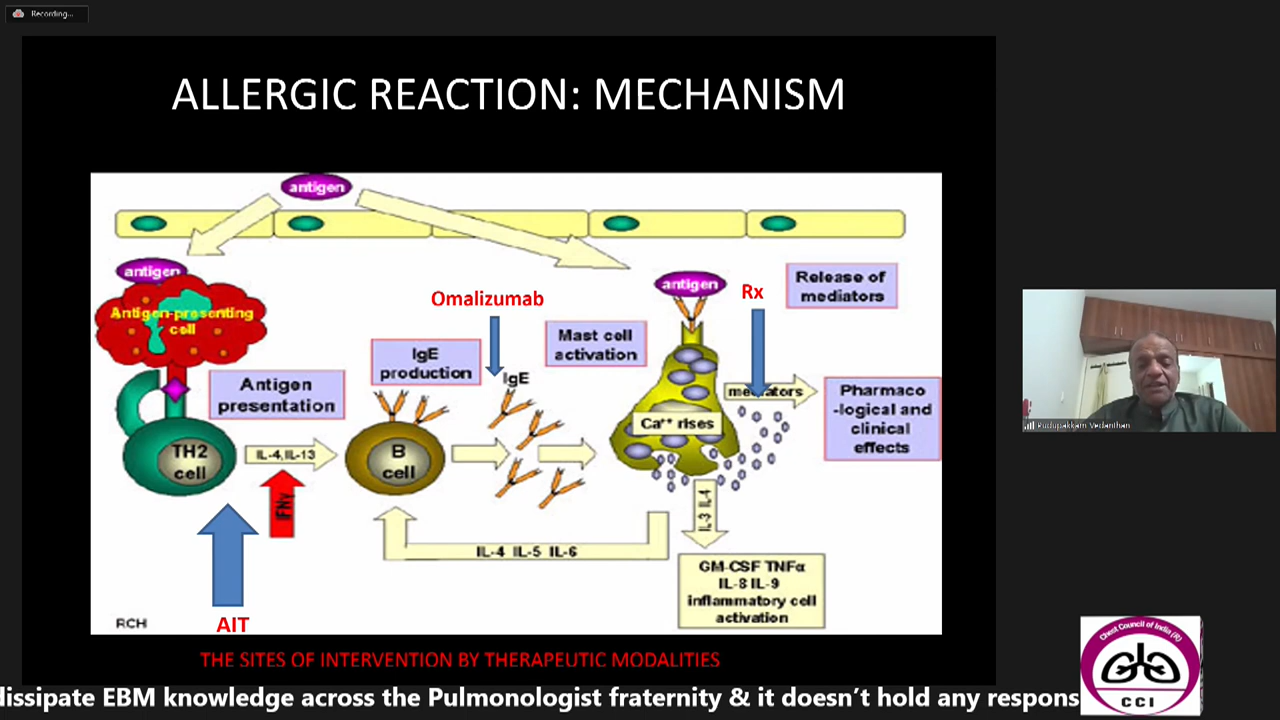 Recording...
ALLERGIC REACTION: MECHANISM
antigen
antigen
Antigen-presenting
cell
Antigen
presentation
TH2
cell
IL-4, IL-13
IFNγ
AIT
IgE
production
B
cell
Omalizumab
IgE
Mast cell
activation
antigen
Rx
Release of
mediators
mediators
Ca⁺⁺ rises
Pharmaco
-logical and
clinical
effects
IL-3 IL-4
IL-4 IL-5 IL-6
GM-CSF TNFα
IL-8 IL-9
inflammatory cell
activation
RCH
THE SITES OF INTERVENTION BY THERAPEUTIC MODALITIES
Pudupakkam Vedanthan
Chest Council of India (R)
CCI
dissipate EBM knowledge across the Pulmonologist fraternity & it doesn’t hold any respons